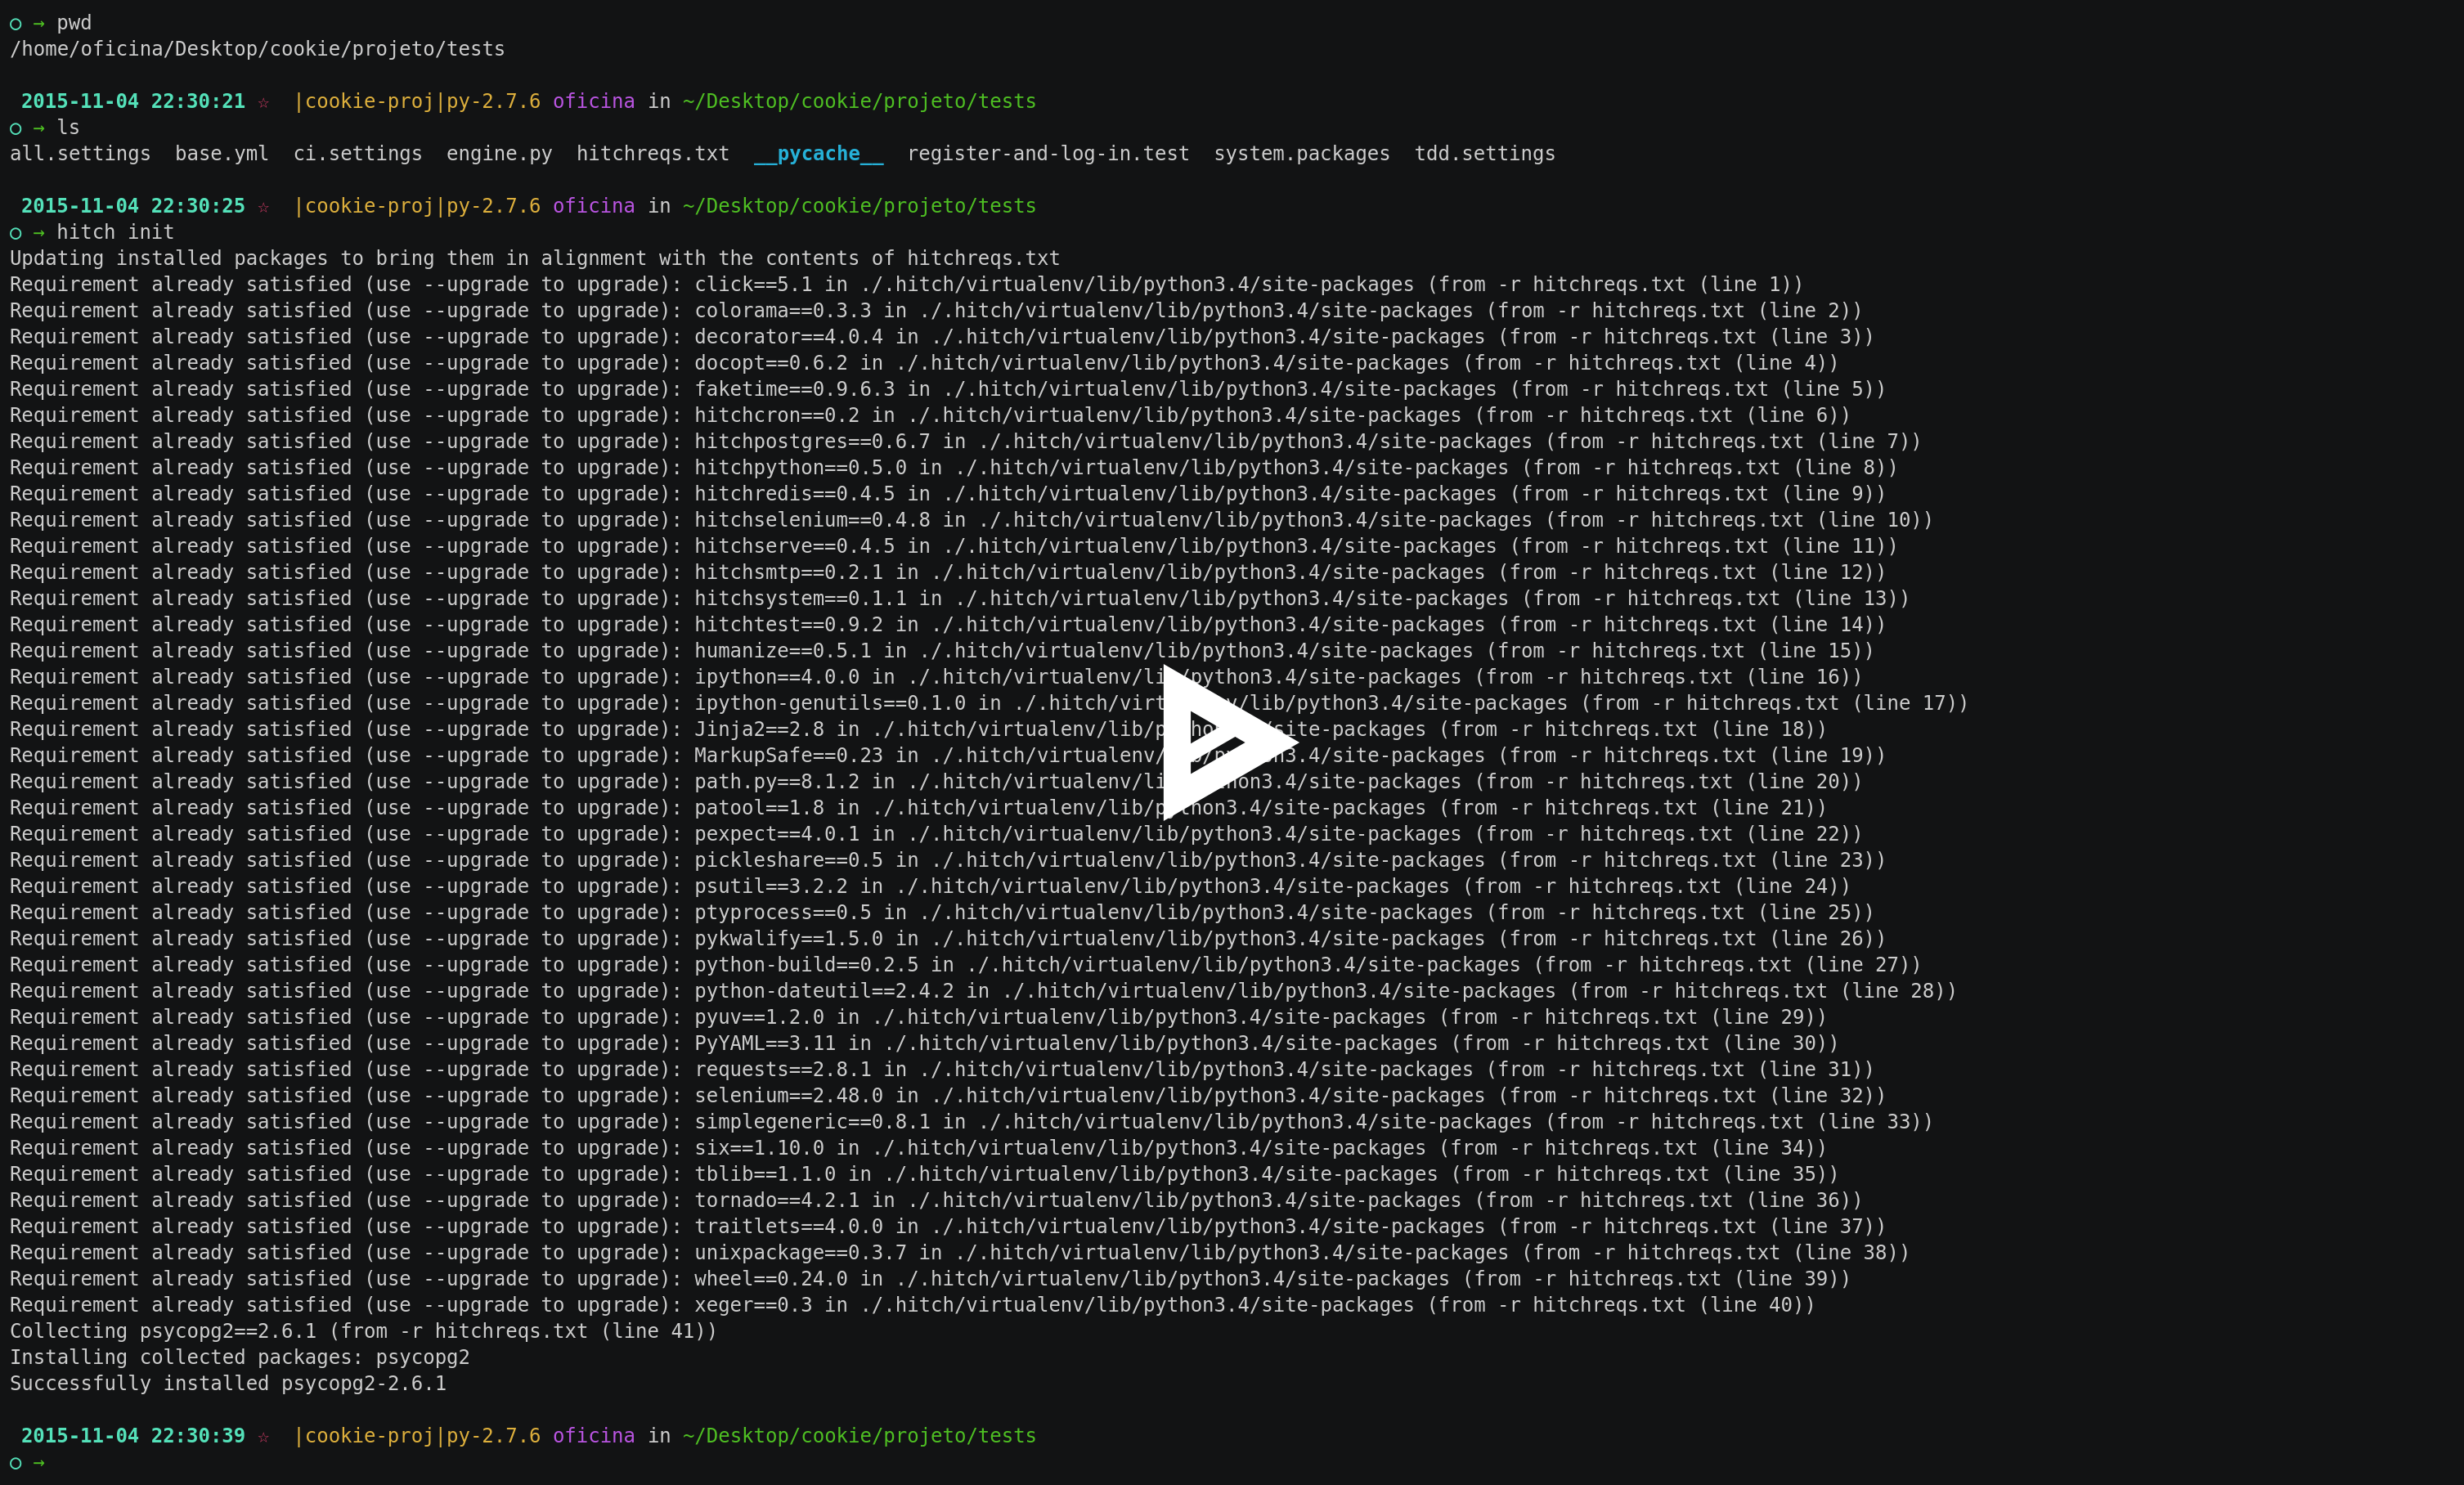 ○ → pwd
/home/oficina/Desktop/cookie/projeto/tests
2015-11-04 22:30:21 ☆ |cookie-proj|py-2.7.6 oficina in ~/Desktop/cookie/projeto/tests
○ → ls
all.settings base.yml ci.settings engine.py hitchreqs.txt __pycache__ register-and-log-in.test system.packages tdd.settings
2015-11-04 22:30:25 ☆ |cookie-proj|py-2.7.6 oficina in ~/Desktop/cookie/projeto/tests
○ → hitch init
Updating installed packages to bring them in alignment with the contents of hitchreqs.txt
Requirement already satisfied (use --upgrade to upgrade): click==5.1 in ./.hitch/virtualenv/lib/python3.4/site-packages (from -r hitchreqs.txt (line 1))
Requirement already satisfied (use --upgrade to upgrade): colorama==0.3.3 in ./.hitch/virtualenv/lib/python3.4/site-packages (from -r hitchreqs.txt (line 2))
Requirement already satisfied (use --upgrade to upgrade): decorator==4.0.4 in ./.hitch/virtualenv/lib/python3.4/site-packages (from -r hitchreqs.txt (line 3))
Requirement already satisfied (use --upgrade to upgrade): docopt==0.6.2 in ./.hitch/virtualenv/lib/python3.4/site-packages (from -r hitchreqs.txt (line 4))
Requirement already satisfied (use --upgrade to upgrade): faketime==0.9.6.3 in ./.hitch/virtualenv/lib/python3.4/site-packages (from -r hitchreqs.txt (line 5))
Requirement already satisfied (use --upgrade to upgrade): hitchcron==0.2 in ./.hitch/virtualenv/lib/python3.4/site-packages (from -r hitchreqs.txt (line 6))
Requirement already satisfied (use --upgrade to upgrade): hitchpostgres==0.6.7 in ./.hitch/virtualenv/lib/python3.4/site-packages (from -r hitchreqs.txt (line 7))
Requirement already satisfied (use --upgrade to upgrade): hitchpython==0.5.0 in ./.hitch/virtualenv/lib/python3.4/site-packages (from -r hitchreqs.txt (line 8))
Requirement already satisfied (use --upgrade to upgrade): hitchredis==0.4.5 in ./.hitch/virtualenv/lib/python3.4/site-packages (from -r hitchreqs.txt (line 9))
Requirement already satisfied (use --upgrade to upgrade): hitchselenium==0.4.8 in ./.hitch/virtualenv/lib/python3.4/site-packages (from -r hitchreqs.txt (line 10))
Requirement already satisfied (use --upgrade to upgrade): hitchserve==0.4.5 in ./.hitch/virtualenv/lib/python3.4/site-packages (from -r hitchreqs.txt (line 11))
Requirement already satisfied (use --upgrade to upgrade): hitchsmtp==0.2.1 in ./.hitch/virtualenv/lib/python3.4/site-packages (from -r hitchreqs.txt (line 12))
Requirement already satisfied (use --upgrade to upgrade): hitchsystem==0.1.1 in ./.hitch/virtualenv/lib/python3.4/site-packages (from -r hitchreqs.txt (line 13))
Requirement already satisfied (use --upgrade to upgrade): hitchtest==0.9.2 in ./.hitch/virtualenv/lib/python3.4/site-packages (from -r hitchreqs.txt (line 14))
Requirement already satisfied (use --upgrade to upgrade): humanize==0.5.1 in ./.hitch/virtualenv/lib/python3.4/site-packages (from -r hitchreqs.txt (line 15))
Requirement already satisfied (use --upgrade to upgrade): ipython==4.0.0 in ./.hitch/virtualenv/lib/python3.4/site-packages (from -r hitchreqs.txt (line 16))
Requirement already satisfied (use --upgrade to upgrade): ipython-genutils==0.1.0 in ./.hitch/virtualenv/lib/python3.4/site-packages (from -r hitchreqs.txt (line 17))
Requirement already satisfied (use --upgrade to upgrade): Jinja2==2.8 in ./.hitch/virtualenv/lib/python3.4/site-packages (from -r hitchreqs.txt (line 18))
Requirement already satisfied (use --upgrade to upgrade): MarkupSafe==0.23 in ./.hitch/virtualenv/lib/python3.4/site-packages (from -r hitchreqs.txt (line 19))
Requirement already satisfied (use --upgrade to upgrade): path.py==8.1.2 in ./.hitch/virtualenv/lib/python3.4/site-packages (from -r hitchreqs.txt (line 20))
Requirement already satisfied (use --upgrade to upgrade): patool==1.8 in ./.hitch/virtualenv/lib/python3.4/site-packages (from -r hitchreqs.txt (line 21))
Requirement already satisfied (use --upgrade to upgrade): pexpect==4.0.1 in ./.hitch/virtualenv/lib/python3.4/site-packages (from -r hitchreqs.txt (line 22))
Requirement already satisfied (use --upgrade to upgrade): pickleshare==0.5 in ./.hitch/virtualenv/lib/python3.4/site-packages (from -r hitchreqs.txt (line 23))
Requirement already satisfied (use --upgrade to upgrade): psutil==3.2.2 in ./.hitch/virtualenv/lib/python3.4/site-packages (from -r hitchreqs.txt (line 24))
Requirement already satisfied (use --upgrade to upgrade): ptyprocess==0.5 in ./.hitch/virtualenv/lib/python3.4/site-packages (from -r hitchreqs.txt (line 25))
Requirement already satisfied (use --upgrade to upgrade): pykwalify==1.5.0 in ./.hitch/virtualenv/lib/python3.4/site-packages (from -r hitchreqs.txt (line 26))
Requirement already satisfied (use --upgrade to upgrade): python-build==0.2.5 in ./.hitch/virtualenv/lib/python3.4/site-packages (from -r hitchreqs.txt (line 27))
Requirement already satisfied (use --upgrade to upgrade): python-dateutil==2.4.2 in ./.hitch/virtualenv/lib/python3.4/site-packages (from -r hitchreqs.txt (line 28))
Requirement already satisfied (use --upgrade to upgrade): pyuv==1.2.0 in ./.hitch/virtualenv/lib/python3.4/site-packages (from -r hitchreqs.txt (line 29))
Requirement already satisfied (use --upgrade to upgrade): PyYAML==3.11 in ./.hitch/virtualenv/lib/python3.4/site-packages (from -r hitchreqs.txt (line 30))
Requirement already satisfied (use --upgrade to upgrade): requests==2.8.1 in ./.hitch/virtualenv/lib/python3.4/site-packages (from -r hitchreqs.txt (line 31))
Requirement already satisfied (use --upgrade to upgrade): selenium==2.48.0 in ./.hitch/virtualenv/lib/python3.4/site-packages (from -r hitchreqs.txt (line 32))
Requirement already satisfied (use --upgrade to upgrade): simplegeneric==0.8.1 in ./.hitch/virtualenv/lib/python3.4/site-packages (from -r hitchreqs.txt (line 33))
Requirement already satisfied (use --upgrade to upgrade): six==1.10.0 in ./.hitch/virtualenv/lib/python3.4/site-packages (from -r hitchreqs.txt (line 34))
Requirement already satisfied (use --upgrade to upgrade): tblib==1.1.0 in ./.hitch/virtualenv/lib/python3.4/site-packages (from -r hitchreqs.txt (line 35))
Requirement already satisfied (use --upgrade to upgrade): tornado==4.2.1 in ./.hitch/virtualenv/lib/python3.4/site-packages (from -r hitchreqs.txt (line 36))
Requirement already satisfied (use --upgrade to upgrade): traitlets==4.0.0 in ./.hitch/virtualenv/lib/python3.4/site-packages (from -r hitchreqs.txt (line 37))
Requirement already satisfied (use --upgrade to upgrade): unixpackage==0.3.7 in ./.hitch/virtualenv/lib/python3.4/site-packages (from -r hitchreqs.txt (line 38))
Requirement already satisfied (use --upgrade to upgrade): wheel==0.24.0 in ./.hitch/virtualenv/lib/python3.4/site-packages (from -r hitchreqs.txt (line 39))
Requirement already satisfied (use --upgrade to upgrade): xeger==0.3 in ./.hitch/virtualenv/lib/python3.4/site-packages (from -r hitchreqs.txt (line 40))
Collecting psycopg2==2.6.1 (from -r hitchreqs.txt (line 41))
Installing collected packages: psycopg2
Successfully installed psycopg2-2.6.1
2015-11-04 22:30:39 ☆ |cookie-proj|py-2.7.6 oficina in ~/Desktop/cookie/projeto/tests
○ →